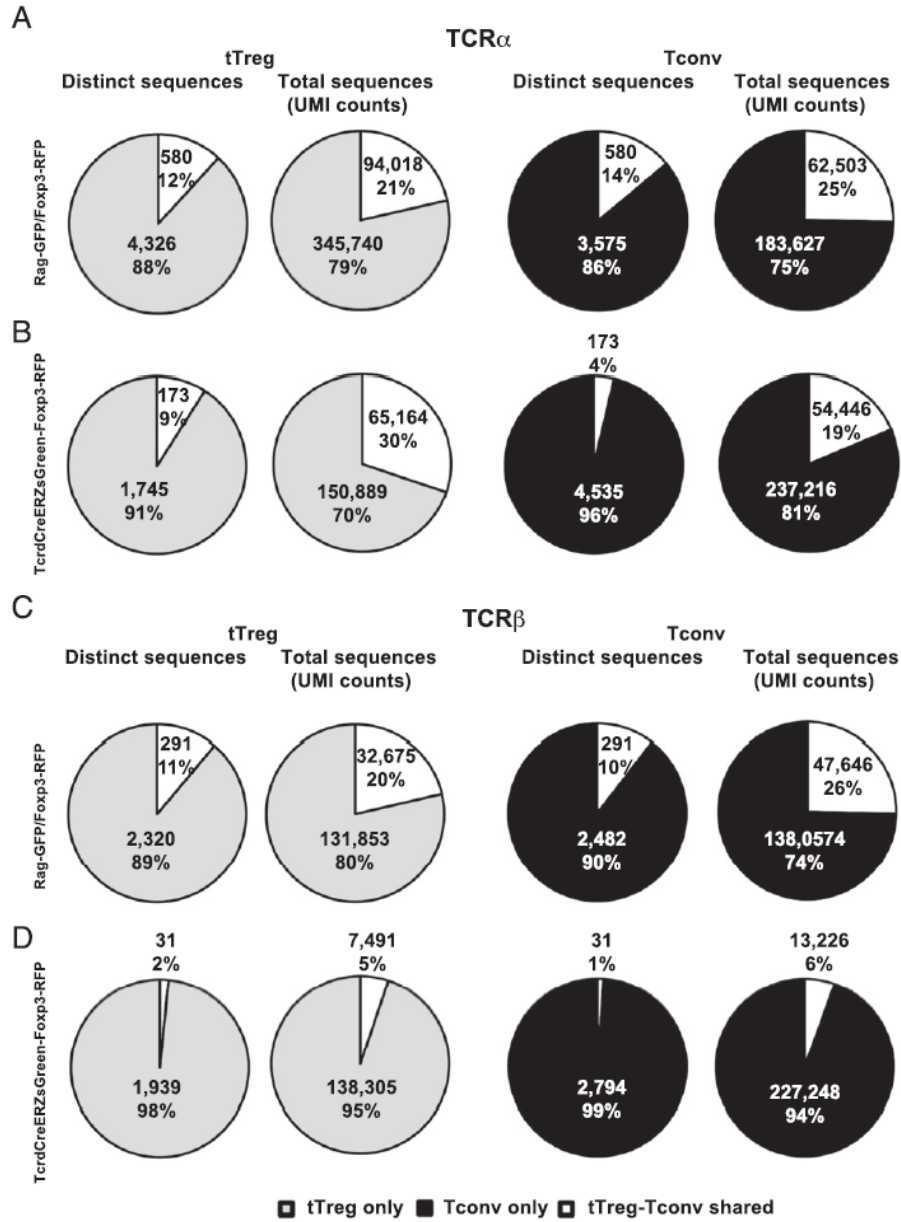 A
TCRα
tTreg
Tconv
Distinct sequences
Total sequences
(UMI counts)
Distinct sequences
Total sequences
(UMI counts)
Rag-GFP/Foxp3-RFP
580
12%
4,326
88%
94,018
21%
345,740
79%
580
14%
3,575
86%
62,503
25%
183,627
75%
B
TcrdCreERZsGreen-Foxp3-RFP
173
9%
1,745
91%
65,164
30%
150,889
70%
173
4%
4,535
96%
54,446
19%
237,216
81%
C
TCRβ
tTreg
Tconv
Distinct sequences
Total sequences
(UMI counts)
Distinct sequences
Total sequences
(UMI counts)
Rag-GFP/Foxp3-RFP
291
11%
2,320
89%
32,675
20%
131,853
80%
291
10%
2,482
90%
47,646
26%
138,0574
74%
D
TcrdCreERZsGreen-Foxp3-RFP
31
2%
1,939
98%
7,491
5%
138,305
95%
31
1%
2,794
99%
13,226
6%
227,248
94%
tTreg only Tconv only tTreg-Tconv shared